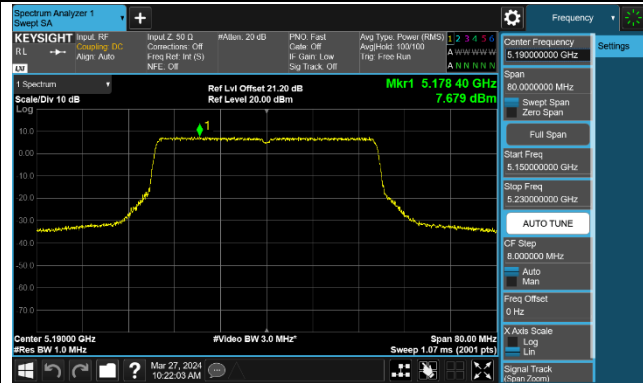 Spectrum Analyzer 1
Swept SA
Frequency
KEYSIGHT
RL
LXI
Input: RF
Coupling: DC
Align: Auto
Input Z: 50 Ω
Corrections: Off
Freq Ref: Int (S)
NFE: Off
#Atten: 20 dB
PNO: Fast
Gate: Off
IF Gain: Low
Sig Track: Off
Avg Type: Power (RMS)
Avg|Hold: 100/100
Trig: Free Run
1 2 3 4 5 6
A W W W W W
A N N N N N
1 Spectrum
Scale/Div 10 dB
Log
Ref Lvl Offset 21.20 dB
Ref Level 20.00 dBm
Mkr1 5.178 40 GHz
7.679 dBm
1
10.0
0.00
-10.0
-20.0
-30.0
-40.0
-50.0
-60.0
-70.0
Center 5.19000 GHz
#Res BW 1.0 MHz
#Video BW 3.0 MHz*
Span 80.00 MHz
Sweep 1.07 ms (2001 pts)
Mar 27, 2024
10:22:03 AM
Settings
Center Frequency
5.190000000 GHz
Span
80.0000000 MHz
Swept Span
Zero Span
Full Span
Start Freq
5.150000000 GHz
Stop Freq
5.230000000 GHz
AUTO TUNE
CF Step
8.000000 MHz
Auto
Man
Freq Offset
0 Hz
X Axis Scale
Log
Lin
Signal Track
(Span Zoom)